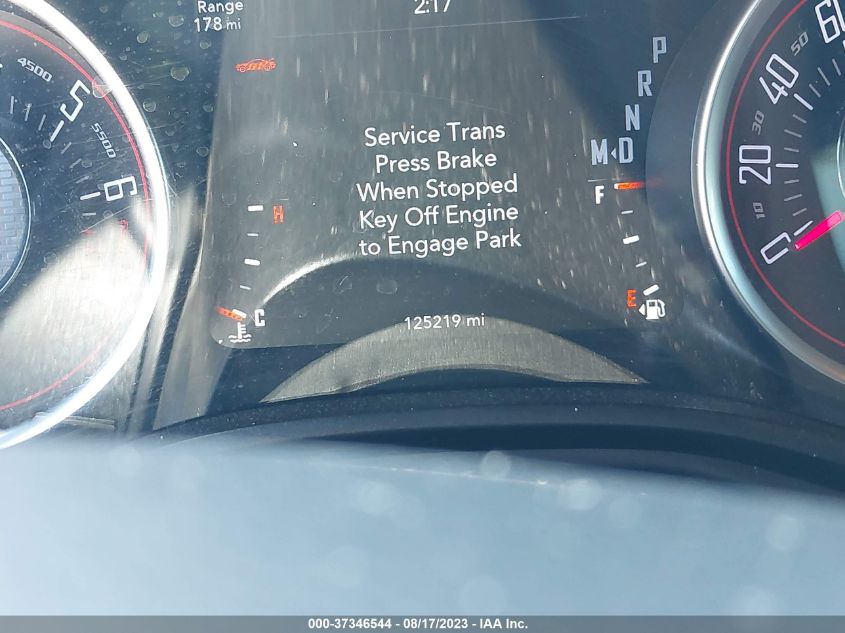 Range
178 mi
2:17
4500
5
5500
6
Service Trans
Press Brake
When Stopped
Key Off Engine
to Engage Park
P
R
N
M D
H
C
F
E
125219 mi
60
50
40
30
20
10
0
000-37346544 - 08/17/2023 - IAA Inc.